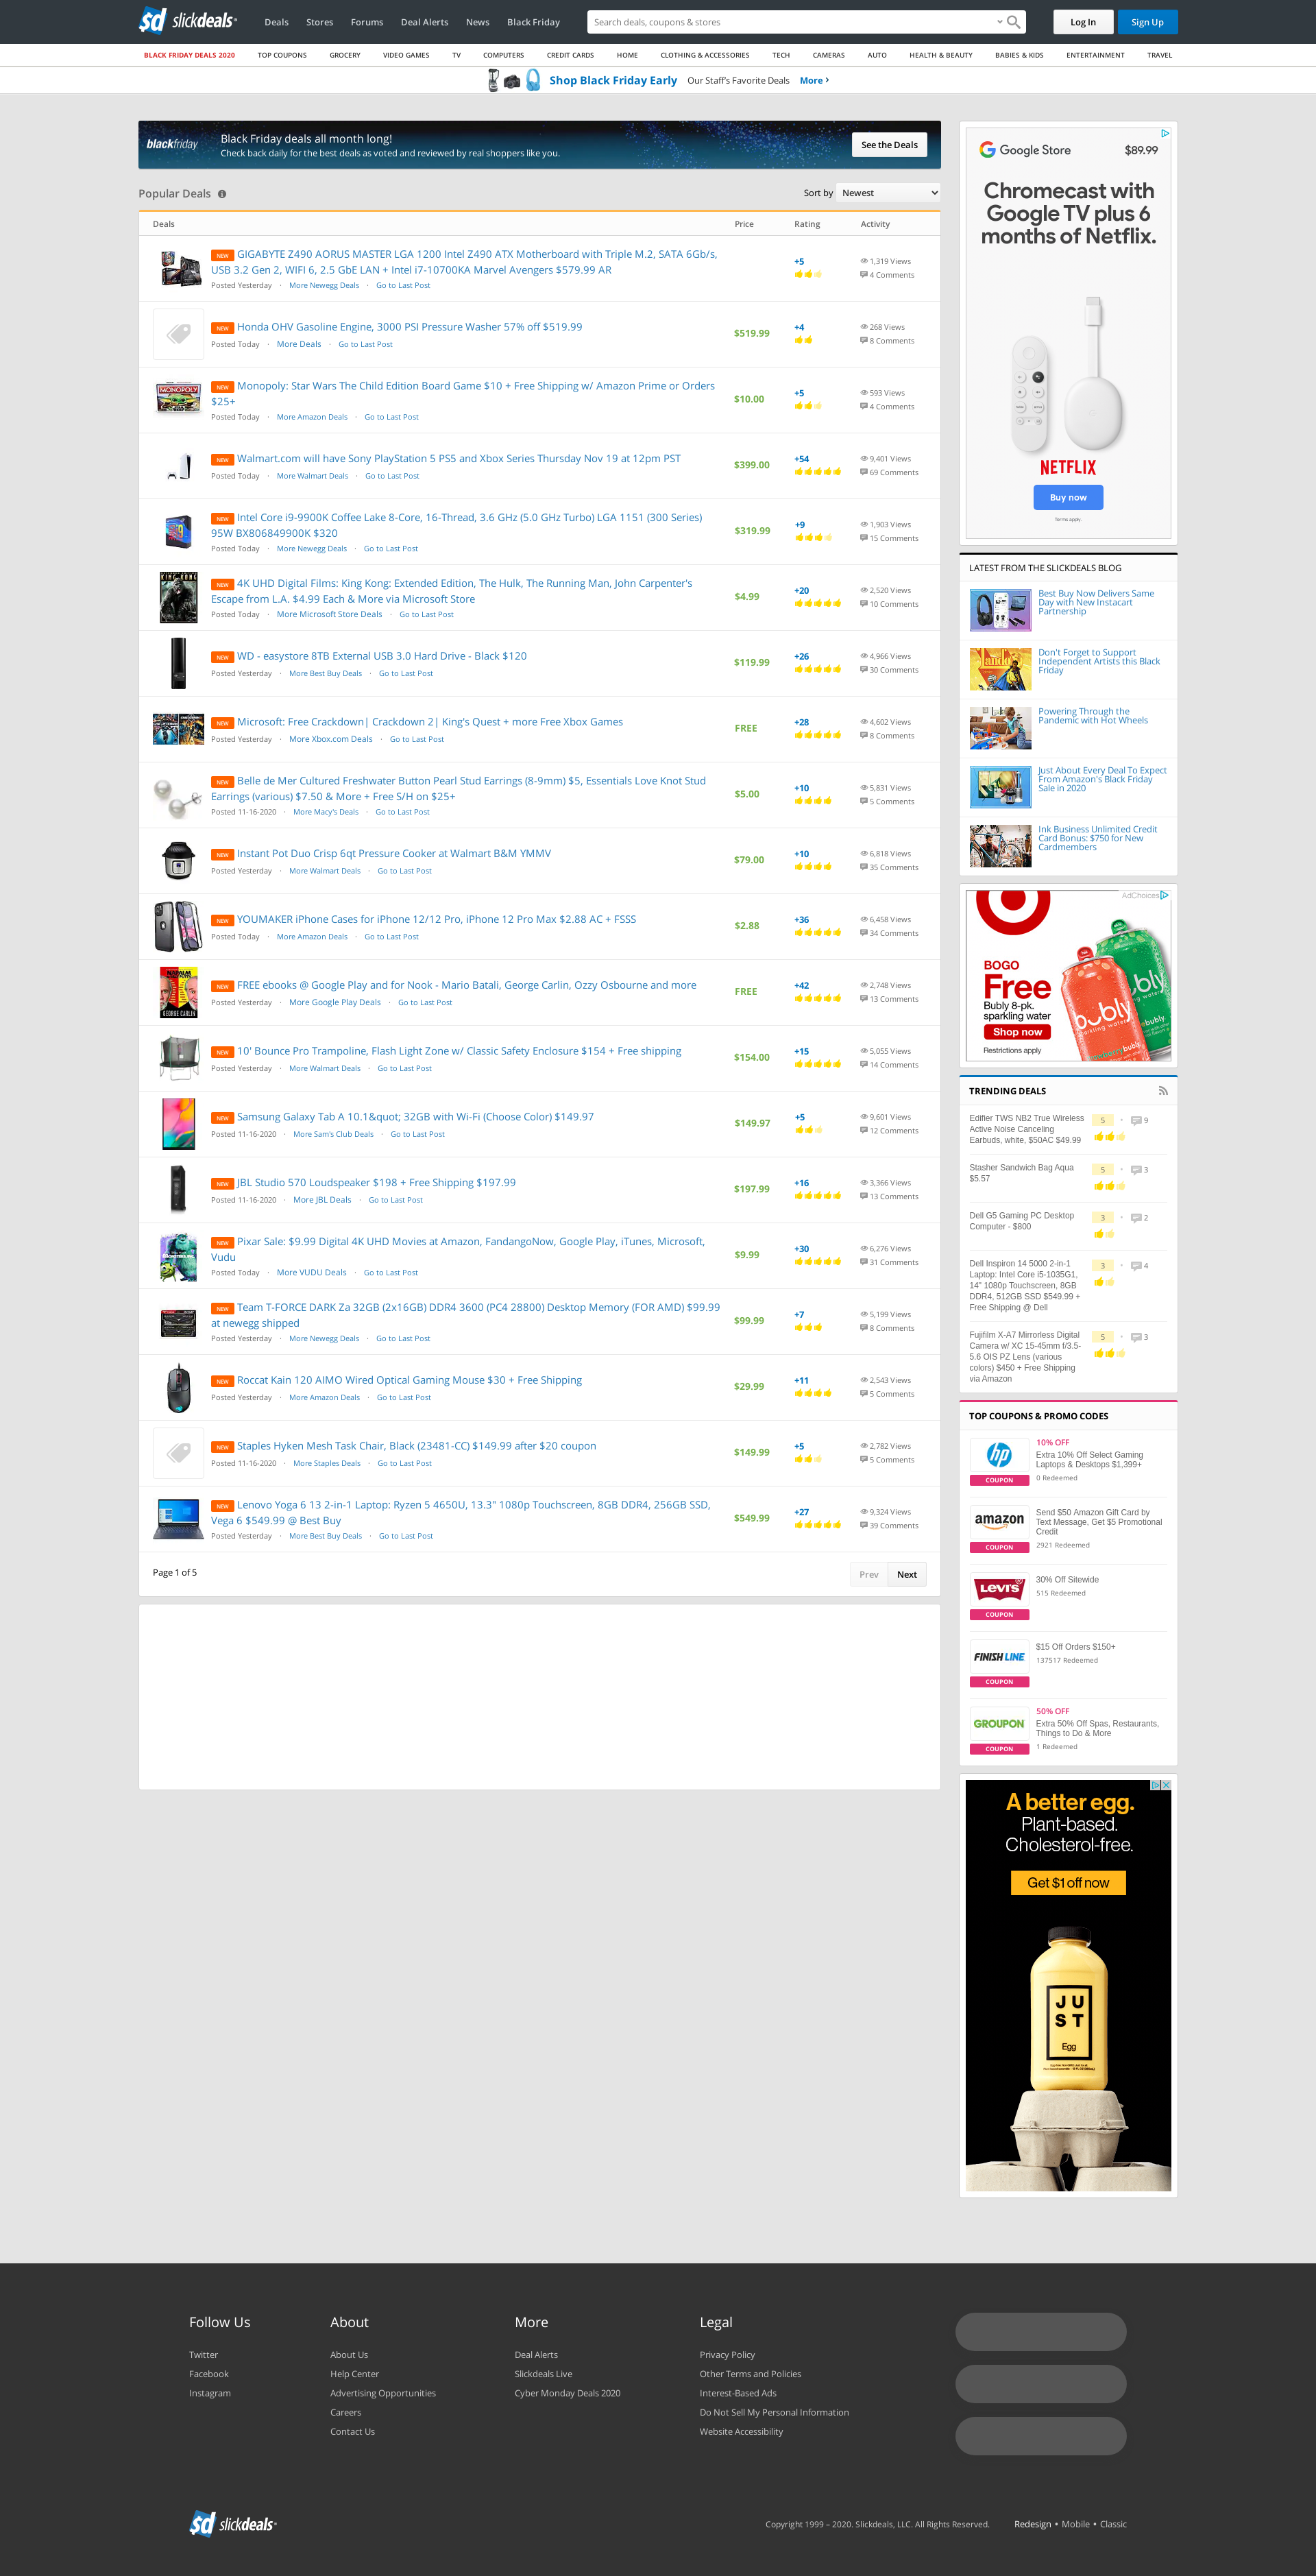 slickdeals
Deals
Stores
Forums
Deal Alerts
News
Black Friday
Search deals, coupons & stores
Log In
Sign Up
BLACK FRIDAY DEALS 2020
TOP COUPONS
GROCERY
VIDEO GAMES
TV
COMPUTERS
CREDIT CARDS
HOME
CLOTHING & ACCESSORIES
TECH
CAMERAS
AUTO
HEALTH & BEAUTY
BABIES & KIDS
ENTERTAINMENT
TRAVEL
Shop Black Friday Early Our Staff's Favorite Deals More ›
blackfriday
Black Friday deals all month long!
Check back daily for the best deals as voted and reviewed by real shoppers like you.
See the Deals
Popular Deals
Sort by Newest
Deals Price Rating Activity
NEW GIGABYTE Z490 AORUS MASTER LGA 1200 Intel Z490 ATX Motherboard with Triple M.2, SATA 6Gb/s,
USB 3.2 Gen 2, WIFI 6, 2.5 GbE LAN + Intel i7-10700KA Marvel Avengers $579.99 AR
Posted Yesterday · More Newegg Deals · Go to Last Post
+5
1,319 Views
4 Comments
NEW Honda OHV Gasoline Engine, 3000 PSI Pressure Washer 57% off $519.99
Posted Today · More Deals · Go to Last Post
$519.99
+4
268 Views
8 Comments
MONOPOLY
NEW Monopoly: Star Wars The Child Edition Board Game $10 + Free Shipping w/ Amazon Prime or Orders
$25+
Posted Today · More Amazon Deals · Go to Last Post
$10.00
+5
593 Views
4 Comments
NEW Walmart.com will have Sony PlayStation 5 PS5 and Xbox Series Thursday Nov 19 at 12pm PST
Posted Today · More Walmart Deals · Go to Last Post
$399.00
+54
9,401 Views
69 Comments
NEW Intel Core i9-9900K Coffee Lake 8-Core, 16-Thread, 3.6 GHz (5.0 GHz Turbo) LGA 1151 (300 Series)
95W BX806849900K $320
Posted Today · More Newegg Deals · Go to Last Post
$319.99
+9
1,903 Views
15 Comments
KING KONG
NEW 4K UHD Digital Films: King Kong: Extended Edition, The Hulk, The Running Man, John Carpenter's
Escape from L.A. $4.99 Each & More via Microsoft Store
Posted Today · More Microsoft Store Deals · Go to Last Post
$4.99
+20
2,520 Views
10 Comments
NEW WD - easystore 8TB External USB 3.0 Hard Drive - Black $120
Posted Yesterday · More Best Buy Deals · Go to Last Post
$119.99
+26
4,966 Views
30 Comments
NEW Microsoft: Free Crackdown| Crackdown 2| King's Quest + more Free Xbox Games
Posted Yesterday · More Xbox.com Deals · Go to Last Post
FREE
+28
4,602 Views
8 Comments
NEW Belle de Mer Cultured Freshwater Button Pearl Stud Earrings (8-9mm) $5, Essentials Love Knot Stud
Earrings (various) $7.50 & More + Free S/H on $25+
Posted 11-16-2020 · More Macy's Deals · Go to Last Post
$5.00
+10
5,831 Views
5 Comments
NEW Instant Pot Duo Crisp 6qt Pressure Cooker at Walmart B&M YMMV
Posted Yesterday · More Walmart Deals · Go to Last Post
$79.00
+10
6,818 Views
35 Comments
NEW YOUMAKER iPhone Cases for iPhone 12/12 Pro, iPhone 12 Pro Max $2.88 AC + FSSS
Posted Today · More Amazon Deals · Go to Last Post
$2.88
+36
6,458 Views
34 Comments
GEORGE CARLIN
NEW FREE ebooks @ Google Play and for Nook - Mario Batali, George Carlin, Ozzy Osbourne and more
Posted Yesterday · More Google Play Deals · Go to Last Post
FREE
+42
2,748 Views
13 Comments
NEW 10' Bounce Pro Trampoline, Flash Light Zone w/ Classic Safety Enclosure $154 + Free shipping
Posted Yesterday · More Walmart Deals · Go to Last Post
$154.00
+15
5,055 Views
14 Comments
NEW Samsung Galaxy Tab A 10.1&quot; 32GB with Wi-Fi (Choose Color) $149.97
Posted 11-16-2020 · More Sam's Club Deals · Go to Last Post
$149.97
+5
9,601 Views
12 Comments
NEW JBL Studio 570 Loudspeaker $198 + Free Shipping $197.99
Posted 11-16-2020 · More JBL Deals · Go to Last Post
$197.99
+16
3,366 Views
13 Comments
NEW Pixar Sale: $9.99 Digital 4K UHD Movies at Amazon, FandangoNow, Google Play, iTunes, Microsoft,
Vudu
Posted Today · More VUDU Deals · Go to Last Post
$9.99
+30
6,276 Views
31 Comments
NEW Team T-FORCE DARK Za 32GB (2x16GB) DDR4 3600 (PC4 28800) Desktop Memory (FOR AMD) $99.99
at newegg shipped
Posted Yesterday · More Newegg Deals · Go to Last Post
$99.99
+7
5,199 Views
8 Comments
NEW Roccat Kain 120 AIMO Wired Optical Gaming Mouse $30 + Free Shipping
Posted Yesterday · More Amazon Deals · Go to Last Post
$29.99
+11
2,543 Views
5 Comments
NEW Staples Hyken Mesh Task Chair, Black (23481-CC) $149.99 after $20 coupon
Posted 11-16-2020 · More Staples Deals · Go to Last Post
$149.99
+5
2,782 Views
5 Comments
NEW Lenovo Yoga 6 13 2-in-1 Laptop: Ryzen 5 4650U, 13.3" 1080p Touchscreen, 8GB DDR4, 256GB SSD,
Vega 6 $549.99 @ Best Buy
Posted Yesterday · More Best Buy Deals · Go to Last Post
$549.99
+27
9,324 Views
39 Comments
Page 1 of 5
Prev Next
Google Store $89.99
Chromecast with
Google TV plus 6
months of Netflix.
NETFLIX
Buy now
Terms apply.
LATEST FROM THE SLICKDEALS BLOG
Best Buy Now Delivers Same
Day with New Instacart
Partnership
Don't Forget to Support
Independent Artists this Black
Friday
Powering Through the
Pandemic with Hot Wheels
Just About Every Deal To Expect
From Amazon's Black Friday
Sale in 2020
Ink Business Unlimited Credit
Card Bonus: $750 for New
Cardmembers
AdChoices
BOGO
Free
Bubly 8-pk.
sparkling water
Shop now
Restrictions apply
bubly
bubly
TRENDING DEALS
Edifier TWS NB2 True Wireless
Active Noise Canceling
Earbuds, white, $50AC $49.99
5 · 9
Stasher Sandwich Bag Aqua
$5.57
5 · 3
Dell G5 Gaming PC Desktop
Computer - $800
3 · 2
Dell Inspiron 14 5000 2-in-1
Laptop: Intel Core i5-1035G1,
14" 1080p Touchscreen, 8GB
DDR4, 512GB SSD $549.99 +
Free Shipping @ Dell
3 · 4
Fujifilm X-A7 Mirrorless Digital
Camera w/ XC 15-45mm f/3.5-
5.6 OIS PZ Lens (various
colors) $450 + Free Shipping
via Amazon
5 · 3
TOP COUPONS & PROMO CODES
hp
COUPON
10% OFF
Extra 10% Off Select Gaming
Laptops & Desktops $1,399+
0 Redeemed
amazon
COUPON
Send $50 Amazon Gift Card by
Text Message, Get $5 Promotional
Credit
2921 Redeemed
LEVI'S
COUPON
30% Off Sitewide
515 Redeemed
FINISH LINE
COUPON
$15 Off Orders $150+
137517 Redeemed
GROUPON
COUPON
50% OFF
Extra 50% Off Spas, Restaurants,
Things to Do & More
1 Redeemed
A better egg.
Plant-based.
Cholesterol-free.
Get $1 off now
JU
ST
Egg
Follow Us
Twitter
Facebook
Instagram
About
About Us
Help Center
Advertising Opportunities
Careers
Contact Us
More
Deal Alerts
Slickdeals Live
Cyber Monday Deals 2020
Legal
Privacy Policy
Other Terms and Policies
Interest-Based Ads
Do Not Sell My Personal Information
Website Accessibility
slickdeals
Copyright 1999 – 2020. Slickdeals, LLC. All Rights Reserved.
Redesign • Mobile • Classic